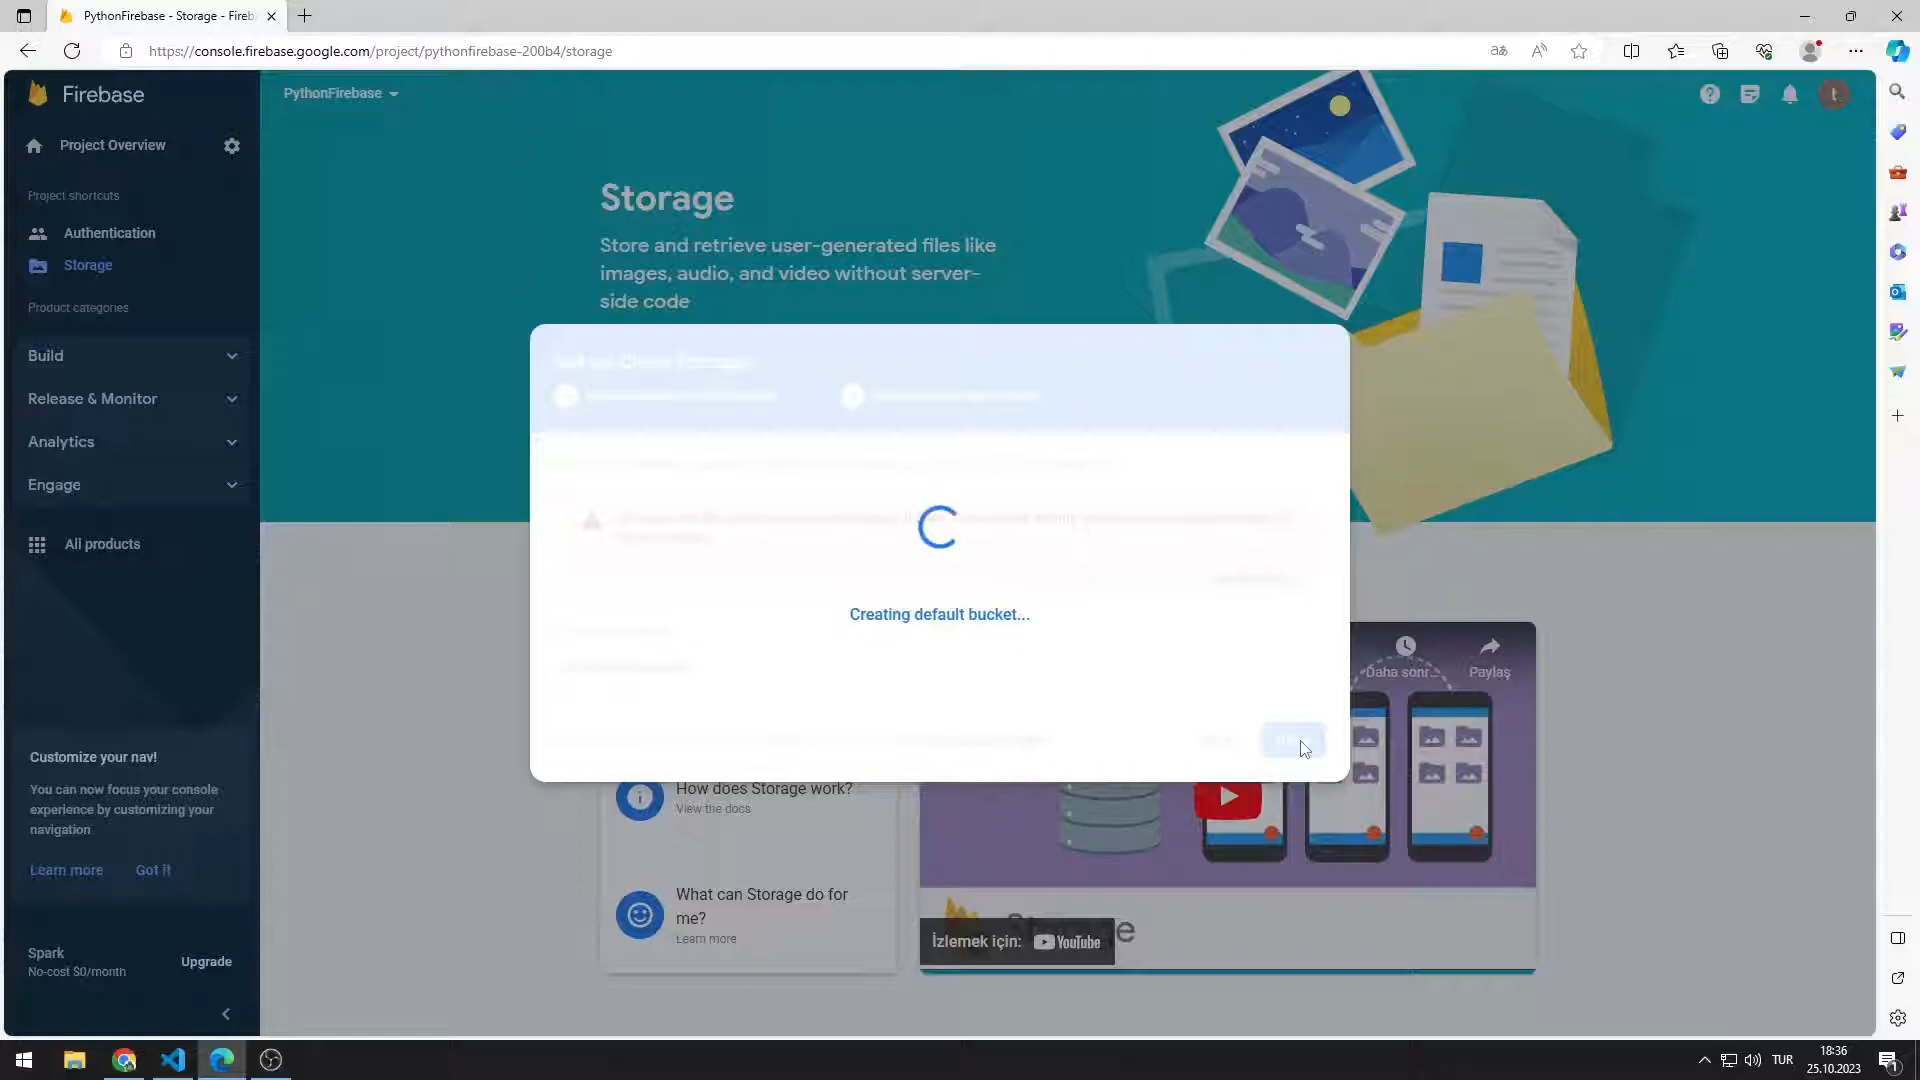 PythonFirebase - Storage - Fireb
https://console.firebase.google.com/project/pythonfirebase-200b4/storage
Firebase
PythonFirebase
Project Overview
Project shortcuts
Authentication
Storage
Product categories
Build
Release & Monitor
Analytics
Engage
All products
Customize your nav!
You can now focus your console
experience by customizing your
navigation
Learn more
Got it
Spark
No-cost $0/month
Upgrade
Storage
Store and retrieve user-generated files like
images, audio, and video without server-
side code
t
Creating default bucket...
How does Storage work?
View the docs
What can Storage do for
me?
Learn more
Daha sonr...
Paylaş
İzlemek için:
YouTube
TUR
18:36
25.10.2023
1